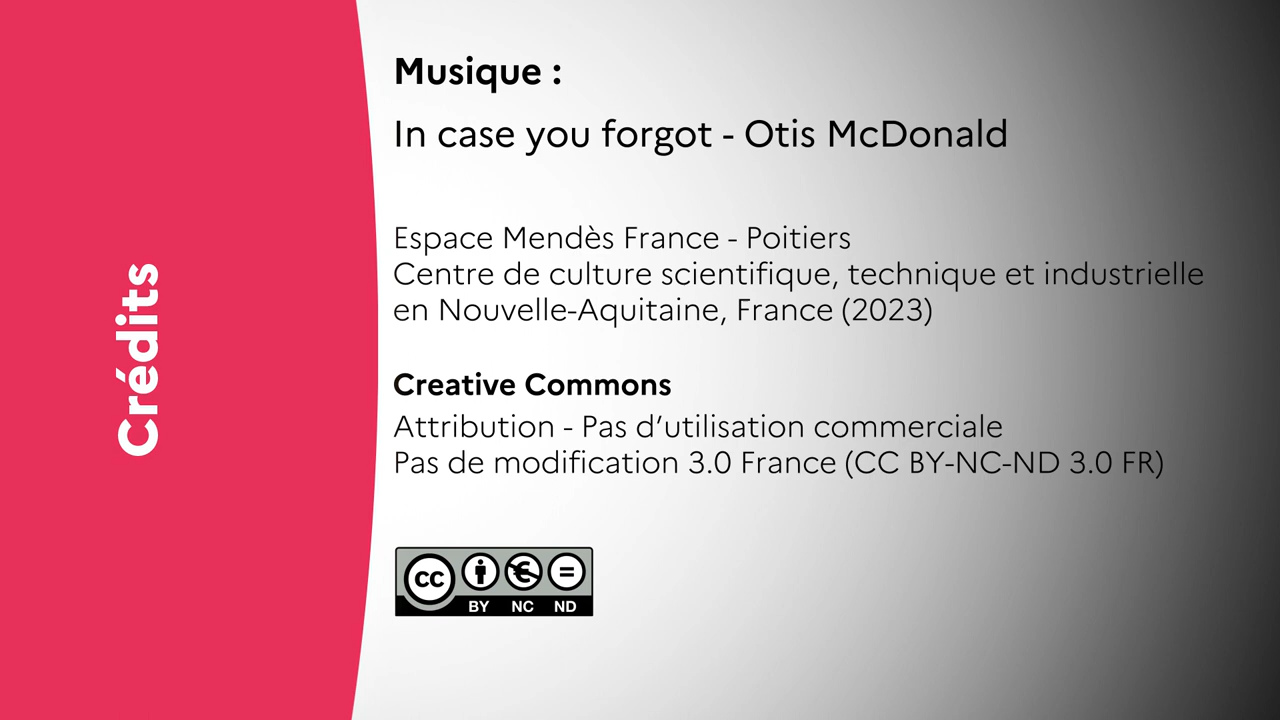 Crédits
Musique :
In case you forgot - Otis McDonald
Espace Mendès France - Poitiers
Centre de culture scientifique, technique et industrielle
en Nouvelle-Aquitaine, France (2023)
Creative Commons
Attribution - Pas d’utilisation commerciale
Pas de modification 3.0 France (CC BY-NC-ND 3.0 FR)
cc
BY NC ND